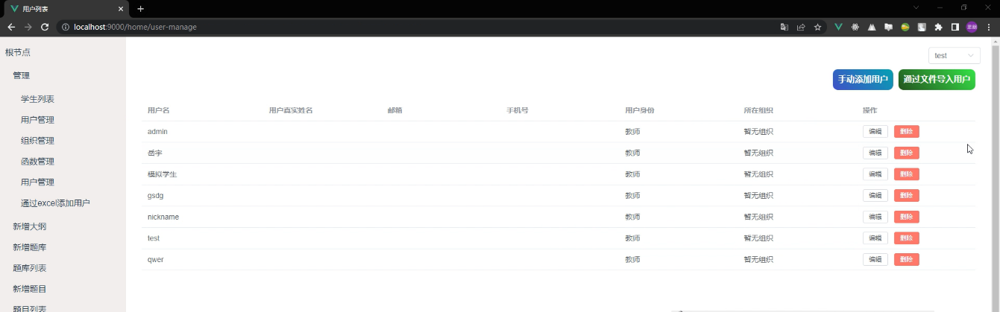 用户列表
localhost:9000/home/user-manage
思朋
根节点
管理
学生列表
用户管理
组织管理
函数管理
用户管理
通过excel添加用户
新增大纲
新增题库
题库列表
新增题目
题目列表
test
手动添加用户 通过文件导入用户
用户名 用户真实姓名 邮箱 手机号 用户身份 所在组织 操作
admin 教师 暂无组织 编辑 删除
岳宇 教师 暂无组织 编辑 删除
模拟学生 教师 暂无组织 编辑 删除
gsdg 教师 暂无组织 编辑 删除
nickname 教师 暂无组织 编辑 删除
test 教师 暂无组织 编辑 删除
qwer 教师 暂无组织 编辑 删除